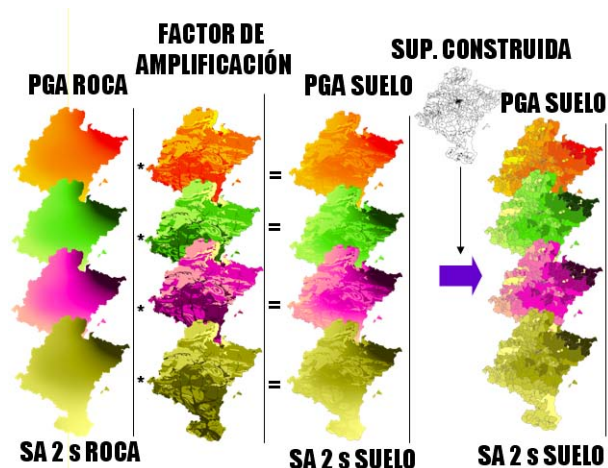 FACTOR DE
AMPLIFICACIÓN
SUP. CONSTRUIDA
PGA ROCA
PGA SUELO
PGA SUELO
* =
* =
* =
* =
SA 2 s ROCA
SA 2 s SUELO
SA 2 s SUELO